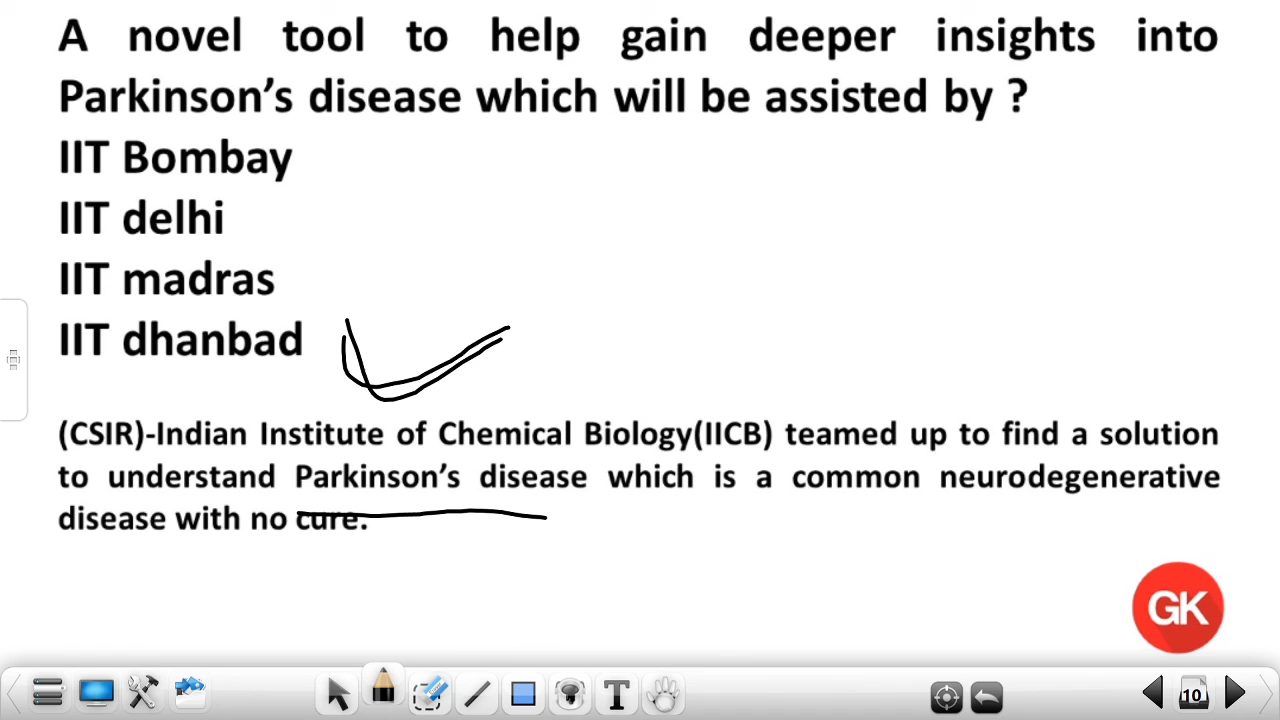 A novel tool to help gain deeper insights into
Parkinson’s disease which will be assisted by ?
IIT Bombay
IIT delhi
IIT madras
IIT dhanbad
(CSIR)-Indian Institute of Chemical Biology(IICB) teamed up to find a solution
to understand Parkinson’s disease which is a common neurodegenerative
disease with no cure.
GK
T
10